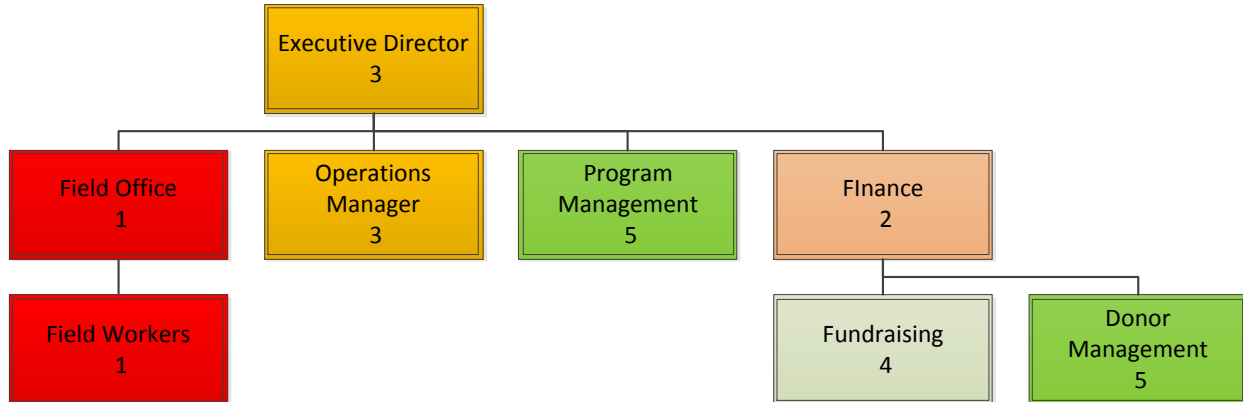 Executive Director
3
Field Office
1
Operations
Manager
3
Program
Management
5
FInance
2
Field Workers
1
Fundraising
4
Donor
Management
5